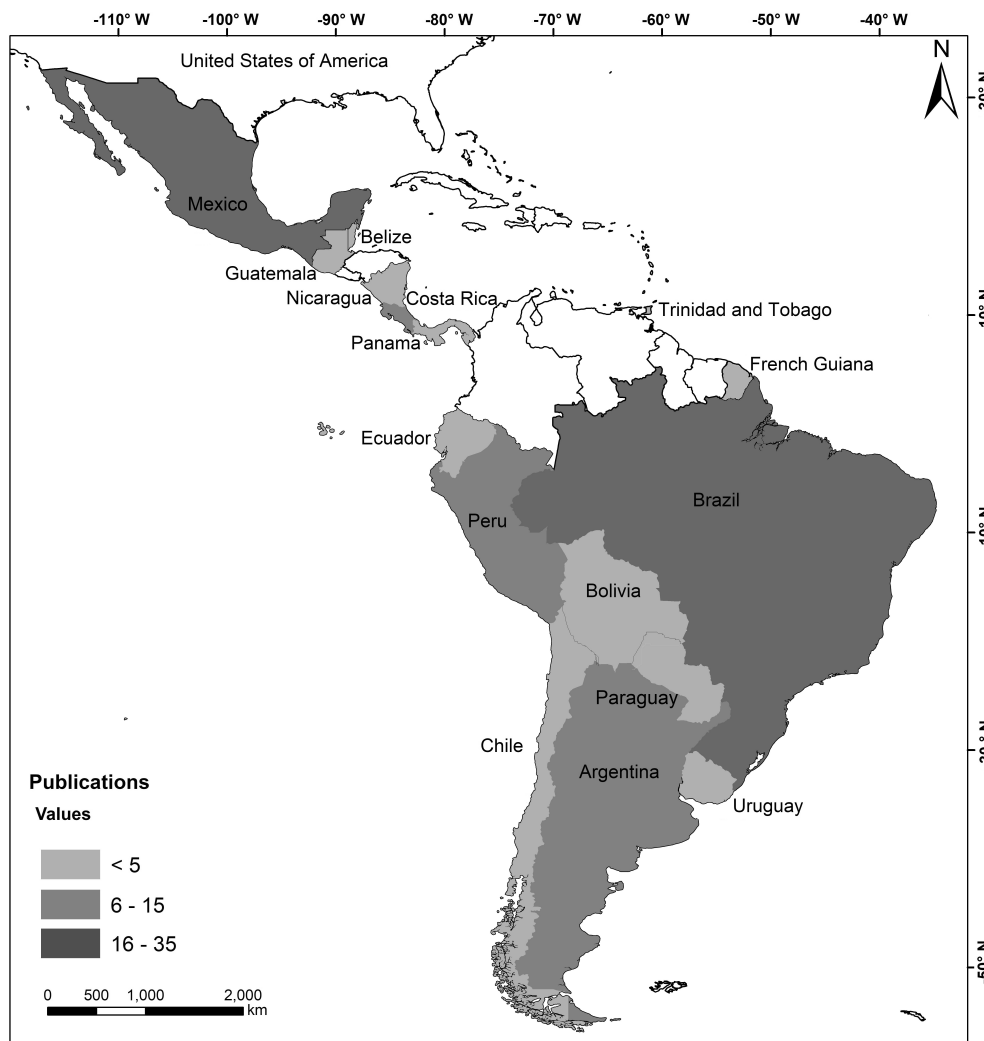 -110° W -100° W -90° W -80° W -70° W -60° W -50° W -40° W
N
United States of America
Mexico
Belize
Guatemala
Nicaragua
Costa Rica
Trinidad and Tobago
Panama
French Guiana
Ecuador
Brazil
Peru
Bolivia
Paraguay
Chile
Argentina
Uruguay
Publications
Values
< 5
6 - 15
16 - 35
0 500 1,000 2,000
km